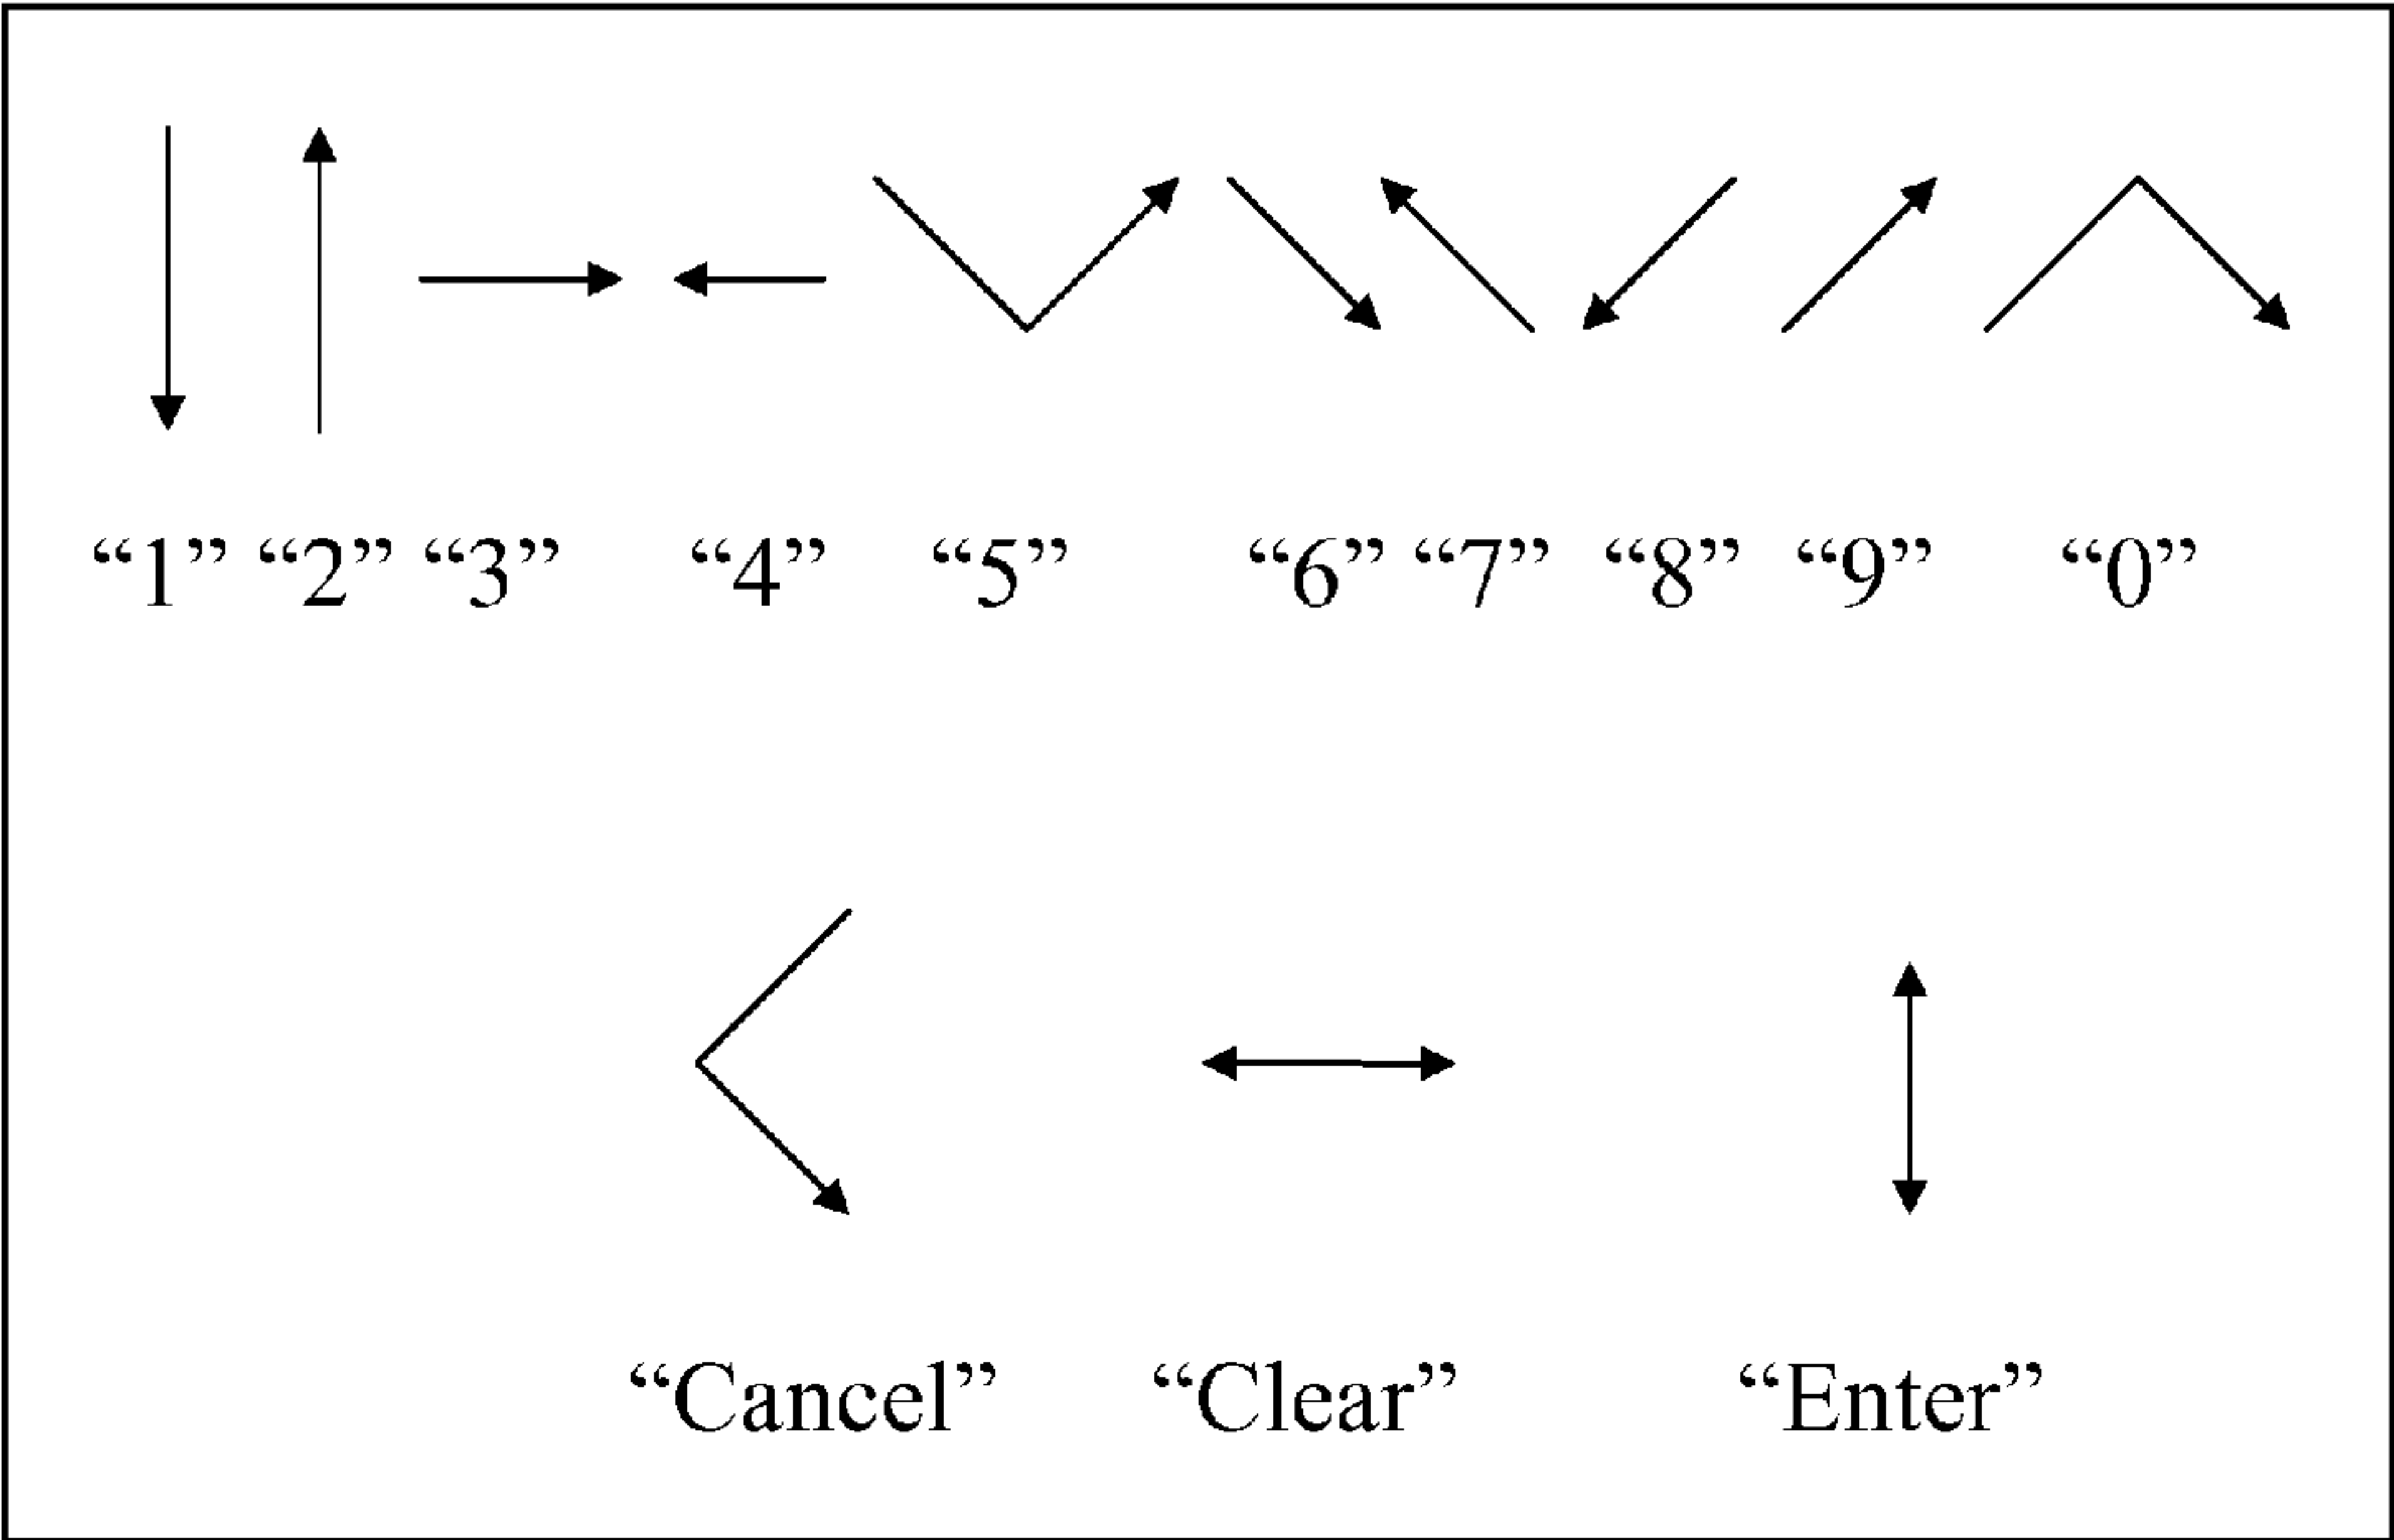 “1” “2” “3” “4” “5” “6” “7” “8” “9” “0”
“Cancel” “Clear” “Enter”